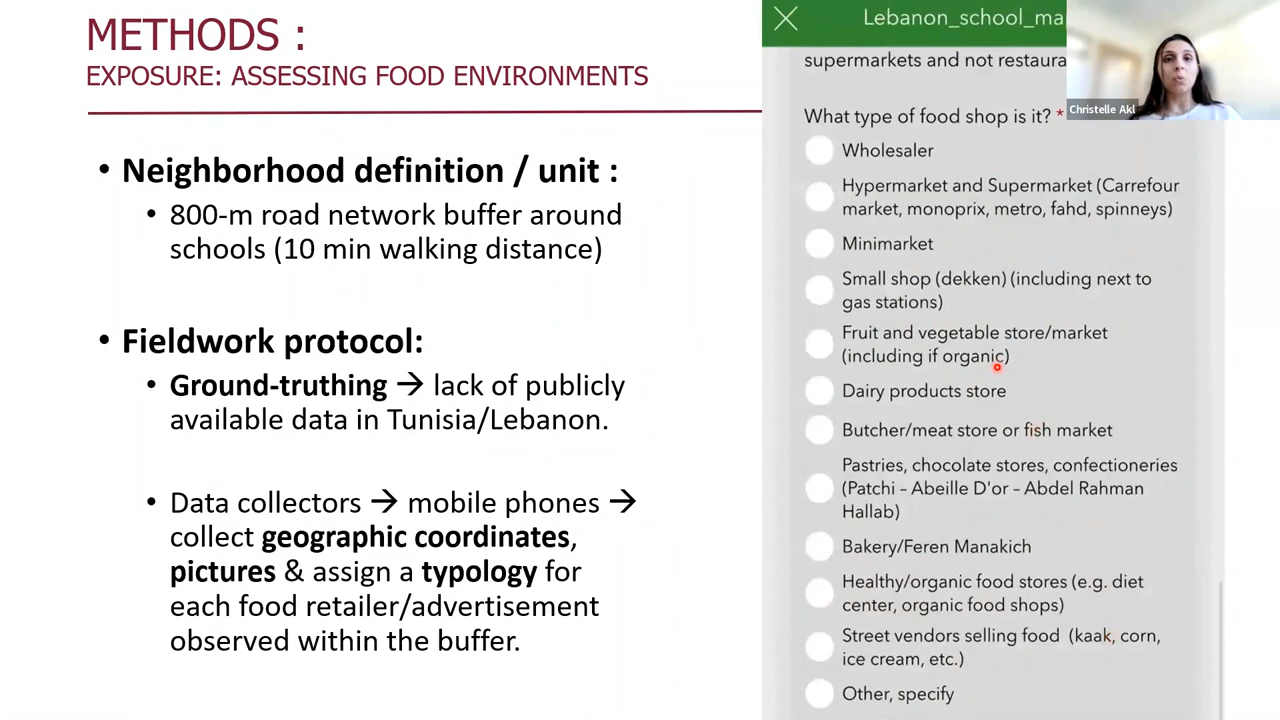 METHODS :
EXPOSURE: ASSESSING FOOD ENVIRONMENTS
• Neighborhood definition / unit :
• 800-m road network buffer around
schools (10 min walking distance)
• Fieldwork protocol:
• Ground-truthing → lack of publicly
available data in Tunisia/Lebanon.
• Data collectors → mobile phones →
collect geographic coordinates,
pictures & assign a typology for
each food retailer/advertisement
observed within the buffer.
Lebanon_school_ma
supermarkets and not restaura
Christelle Akl
What type of food shop is it? *
Wholesaler
Hypermarket and Supermarket (Carrefour
market, monoprix, metro, fahd, spinneys)
Minimarket
Small shop (dekken) (including next to
gas stations)
Fruit and vegetable store/market
(including if organic)
Dairy products store
Butcher/meat store or fish market
Pastries, chocolate stores, confectioneries
(Patchi – Abeille D'or – Abdel Rahman
Hallab)
Bakery/Feren Manakich
Healthy/organic food stores (e.g. diet
center, organic food shops)
Street vendors selling food (kaak, corn,
ice cream, etc.)
Other, specify